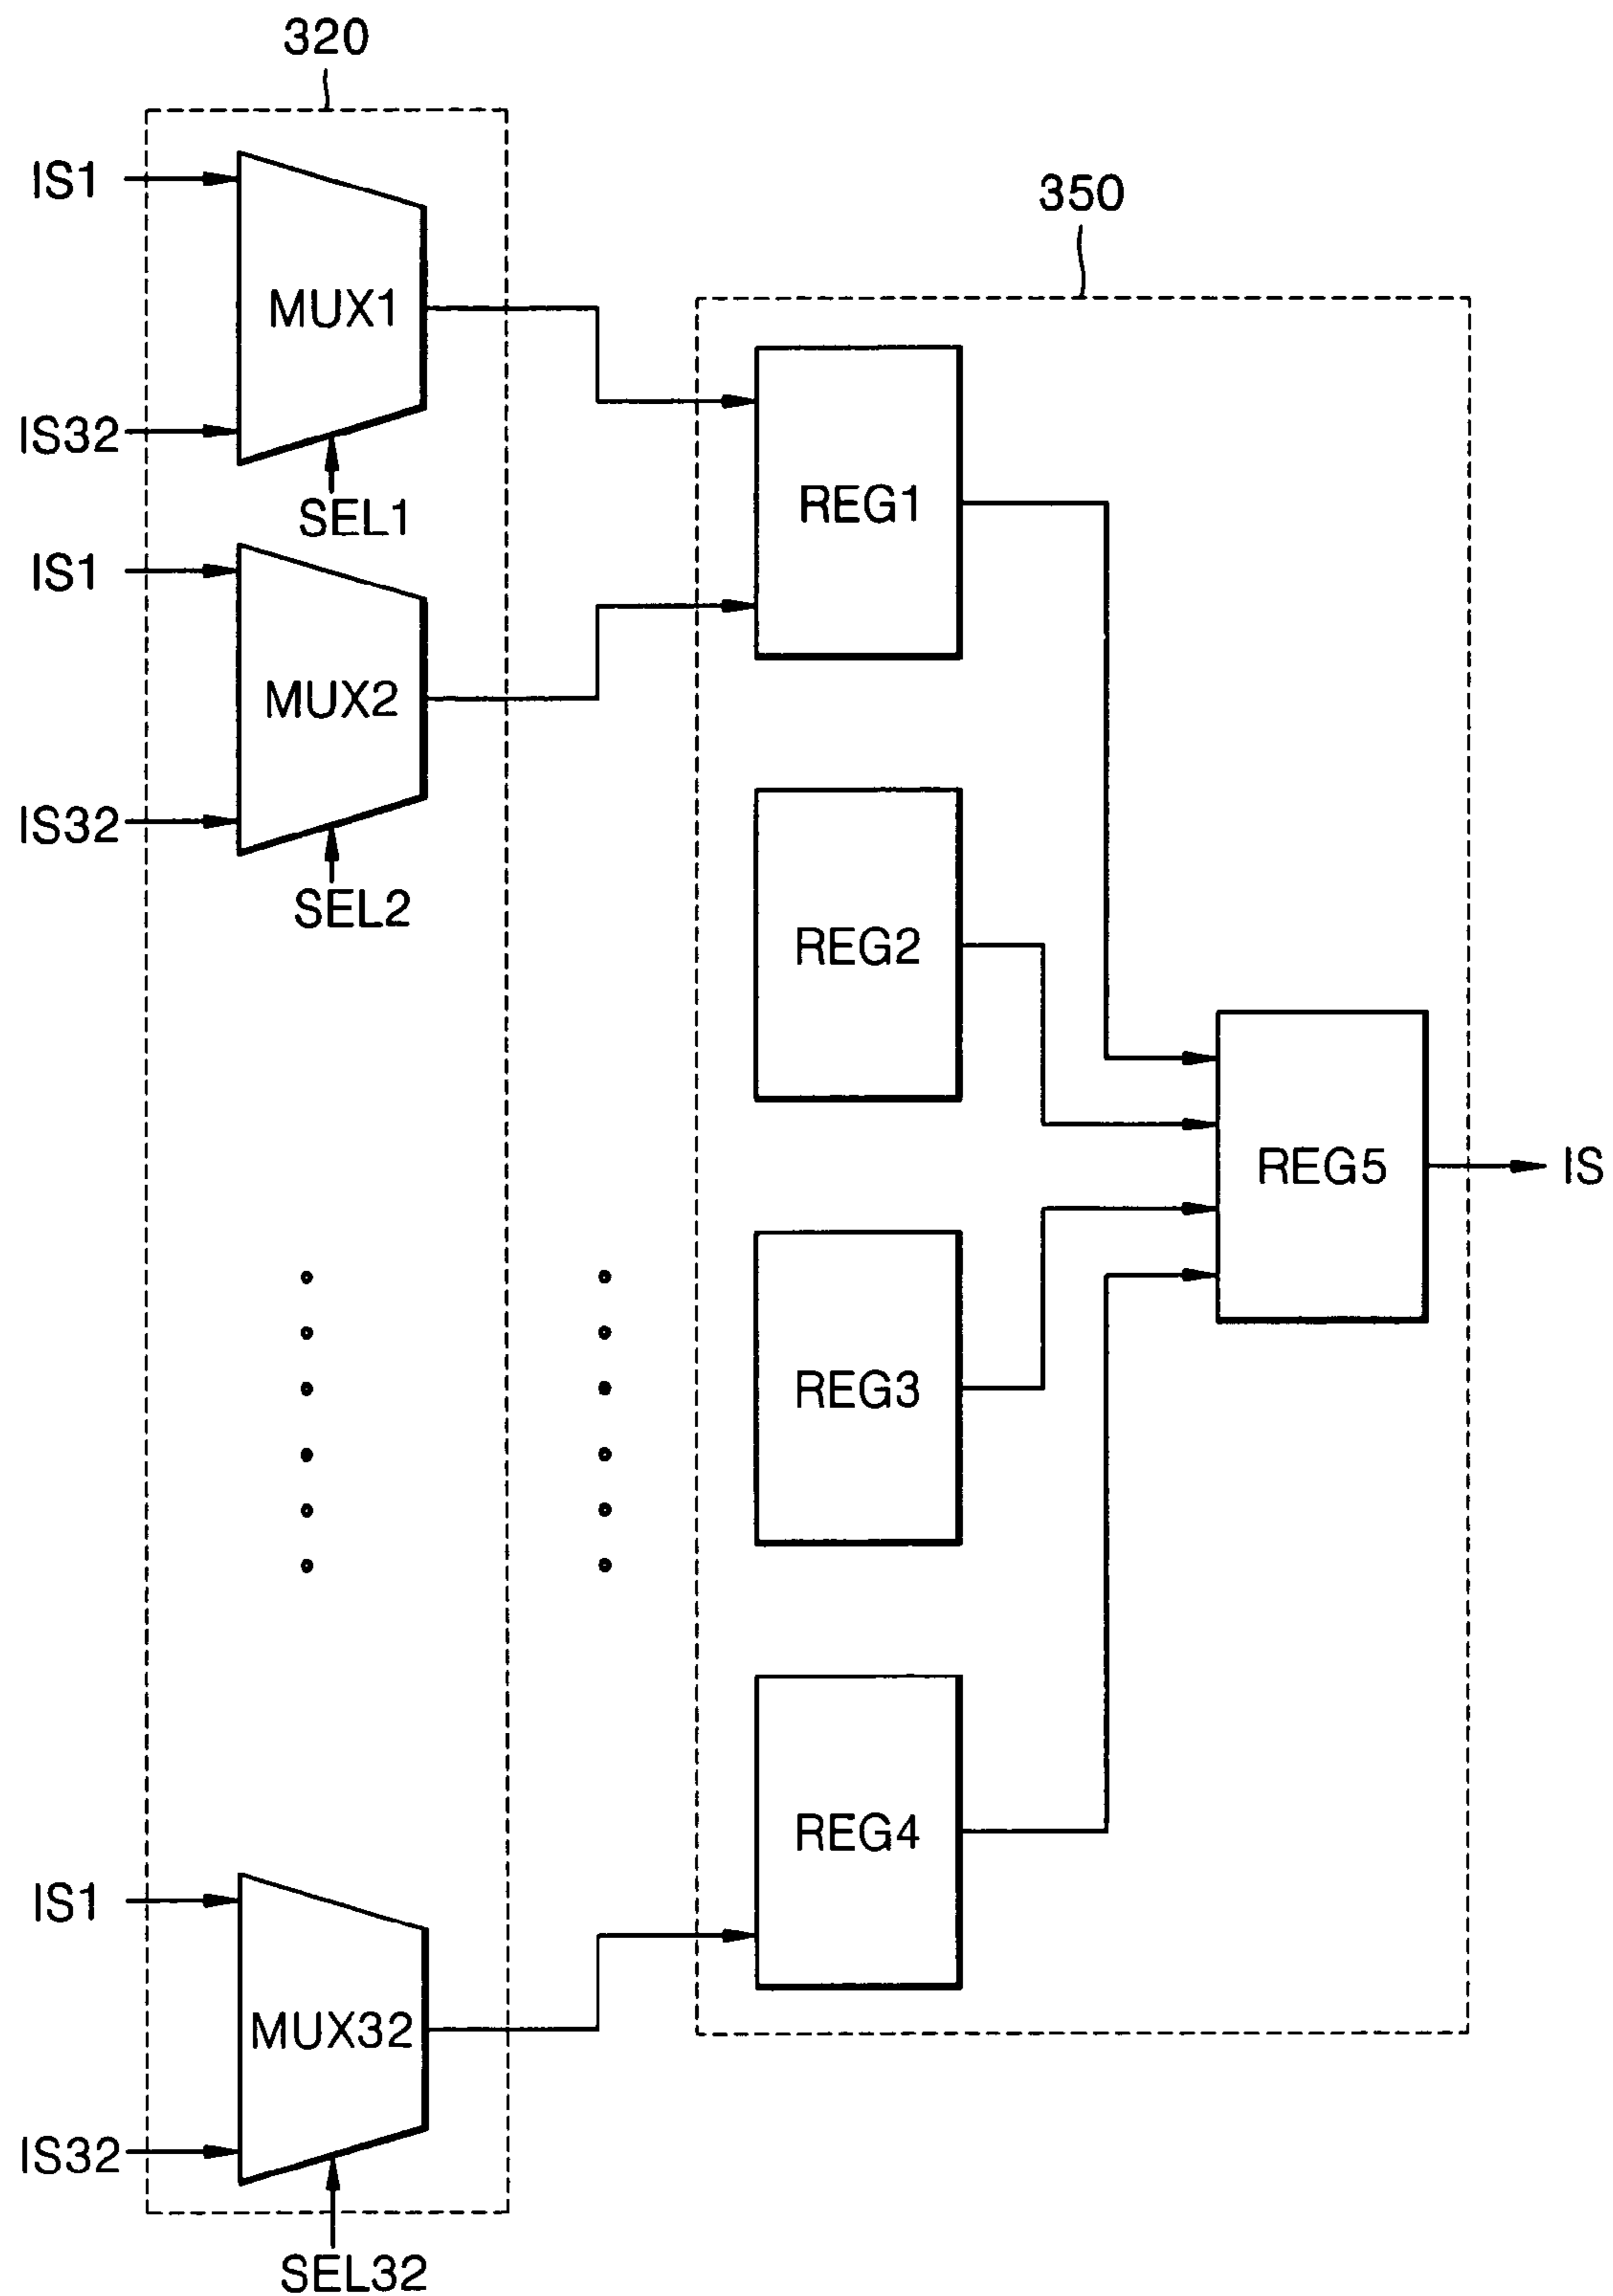 320
IS1
350
MUX1
IS32
SEL1
REG1
IS1
MUX2
IS32
SEL2
REG2
REG5
IS
REG3
REG4
IS1
MUX32
IS32
SEL32